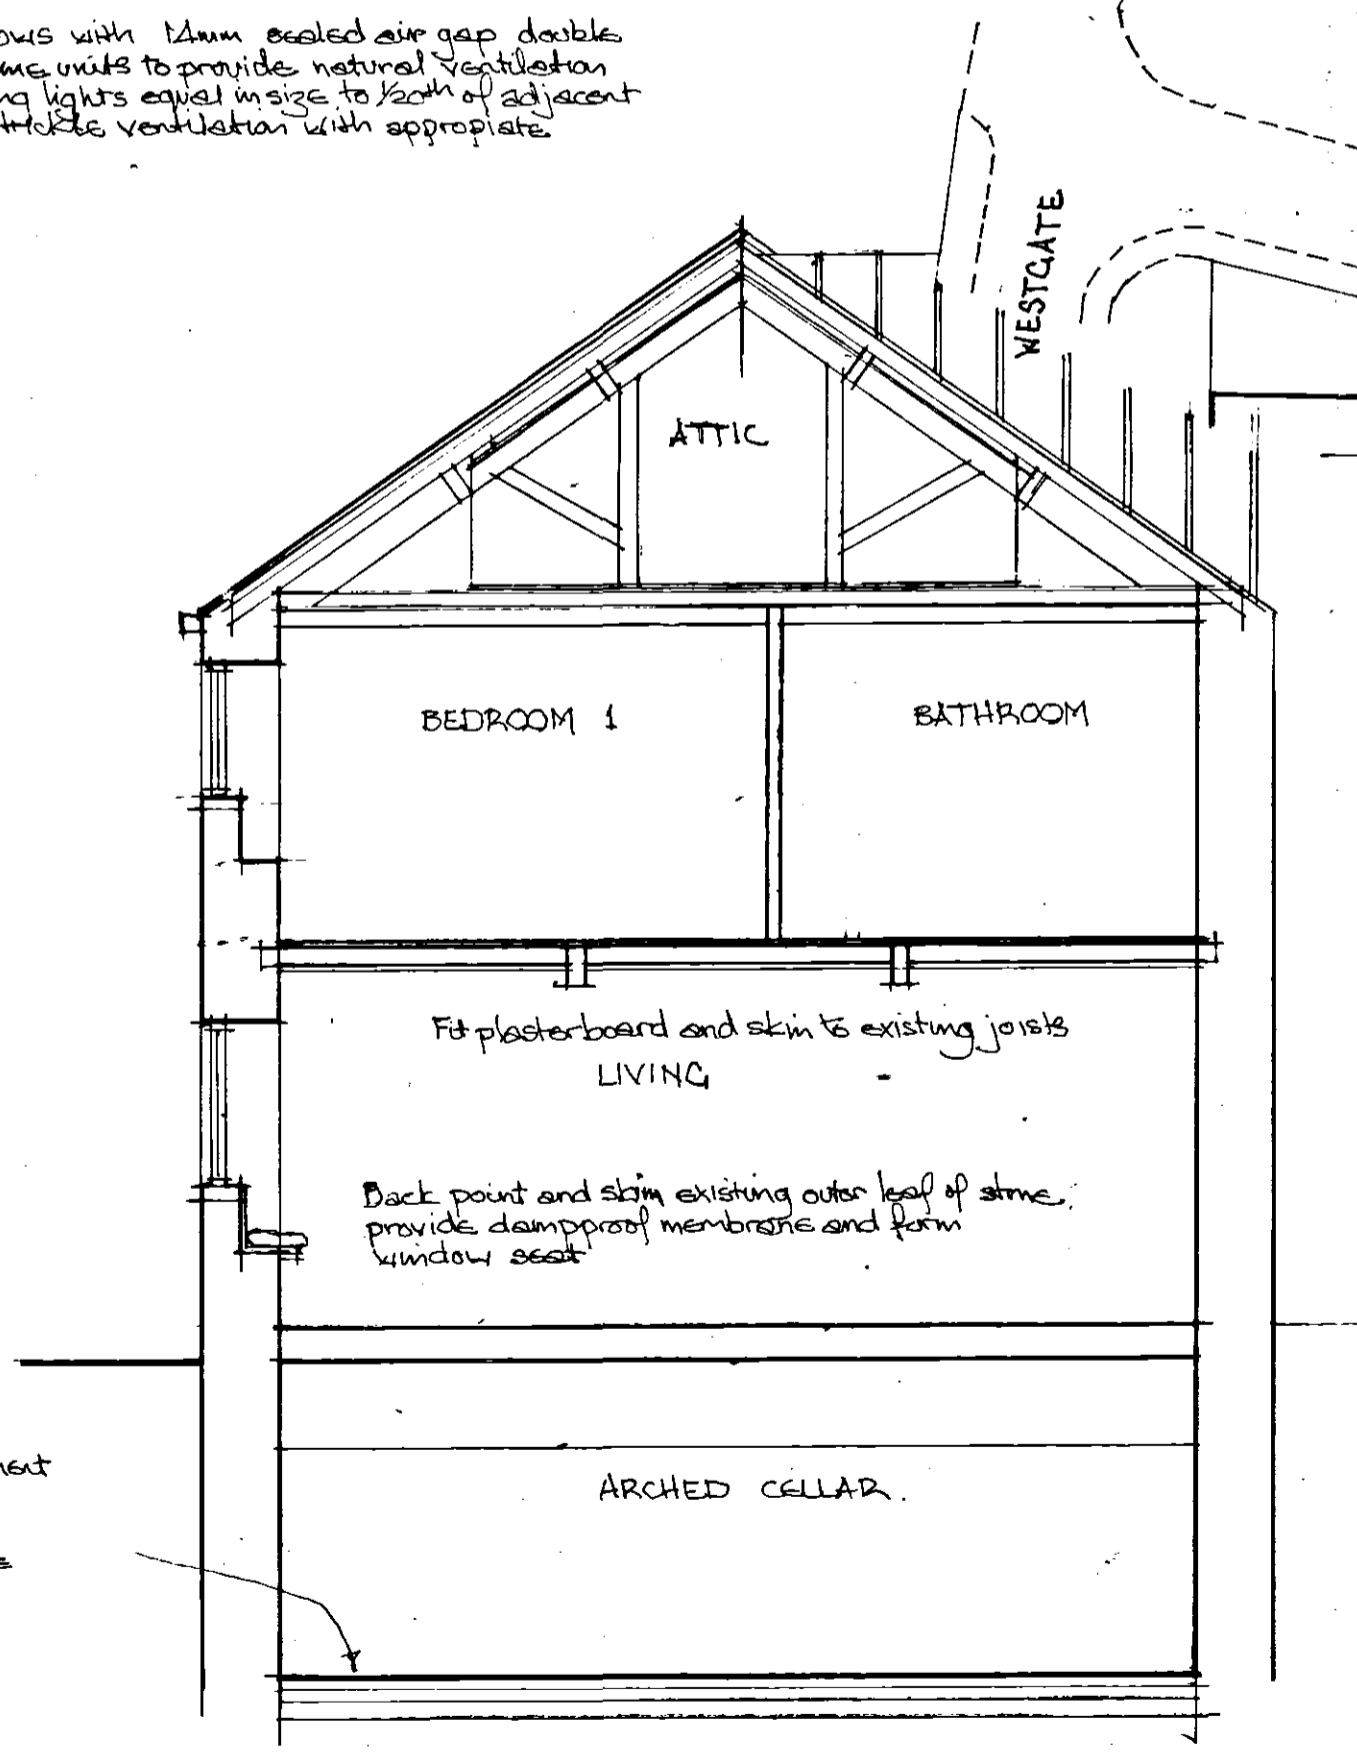 ows with 14mm sealed air gap double
me units to provide natural ventilation
ng lights equal in size to 1/20th of adjacent
trickle ventilation with appropiate
WESTGATE
ATTIC
BEDROOM 1
BATHROOM
Fit plasterboard and skim to existing joists
LIVING
Back point and skim existing outer leaf of stone,
provide dampproof membrane and form
window seat
ment
ARCHED CELLAR.